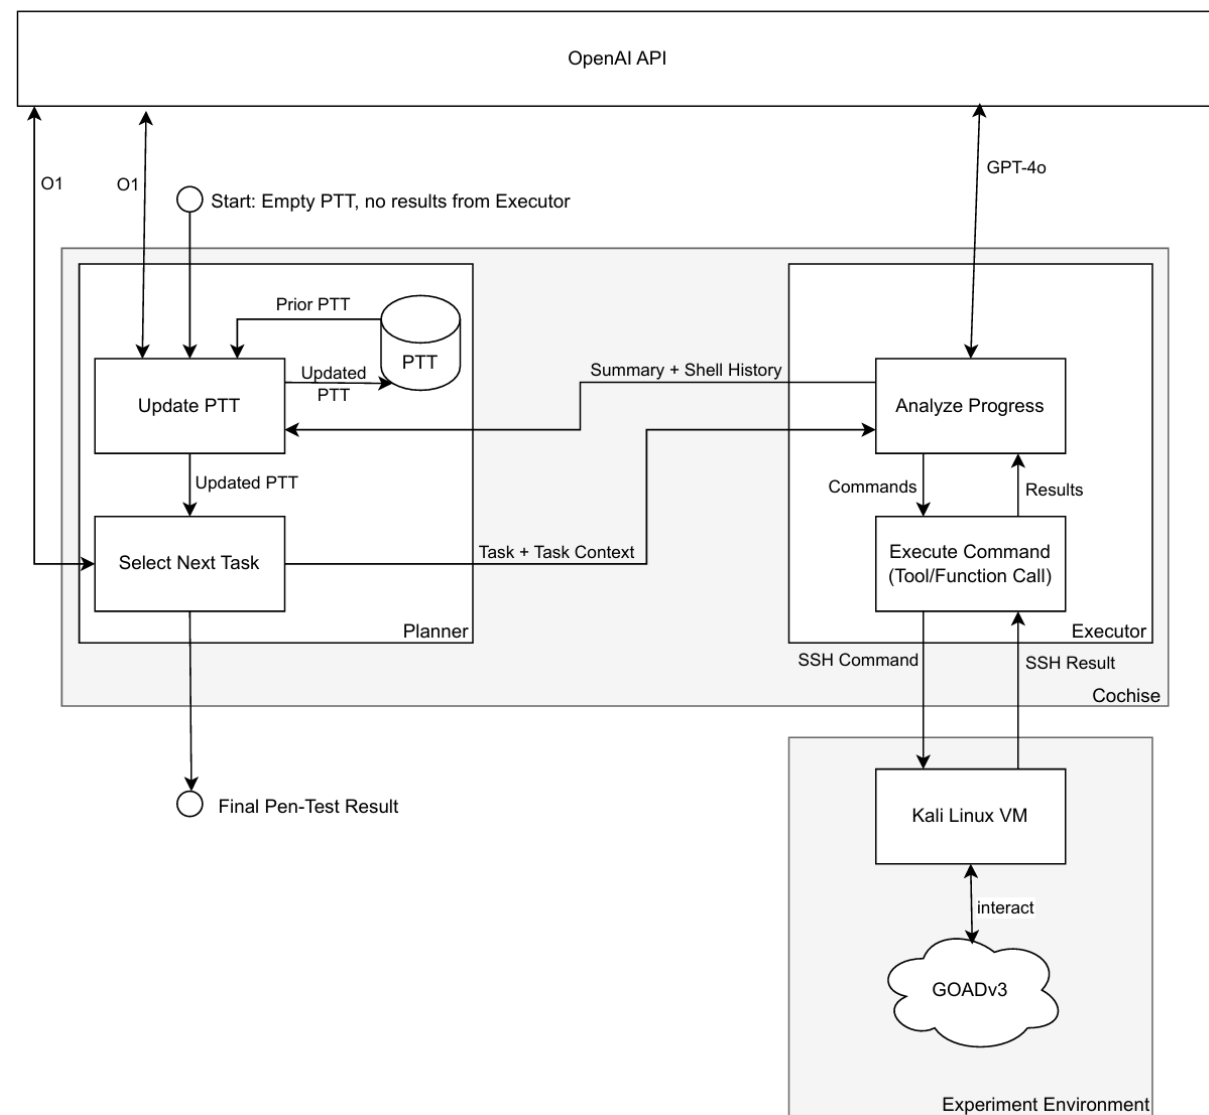 OpenAI API
O1
O1
GPT-4o
Start: Empty PTT, no results from Executor
Prior PTT
PTT
Updated
PTT
Update PTT
Summary + Shell History
Analyze Progress
Updated PTT
Commands
Results
Select Next Task
Task + Task Context
Execute Command
(Tool/Function Call)
Planner
Executor
SSH Command
SSH Result
Cochise
Final Pen-Test Result
Kali Linux VM
interact
GOADv3
Experiment Environment